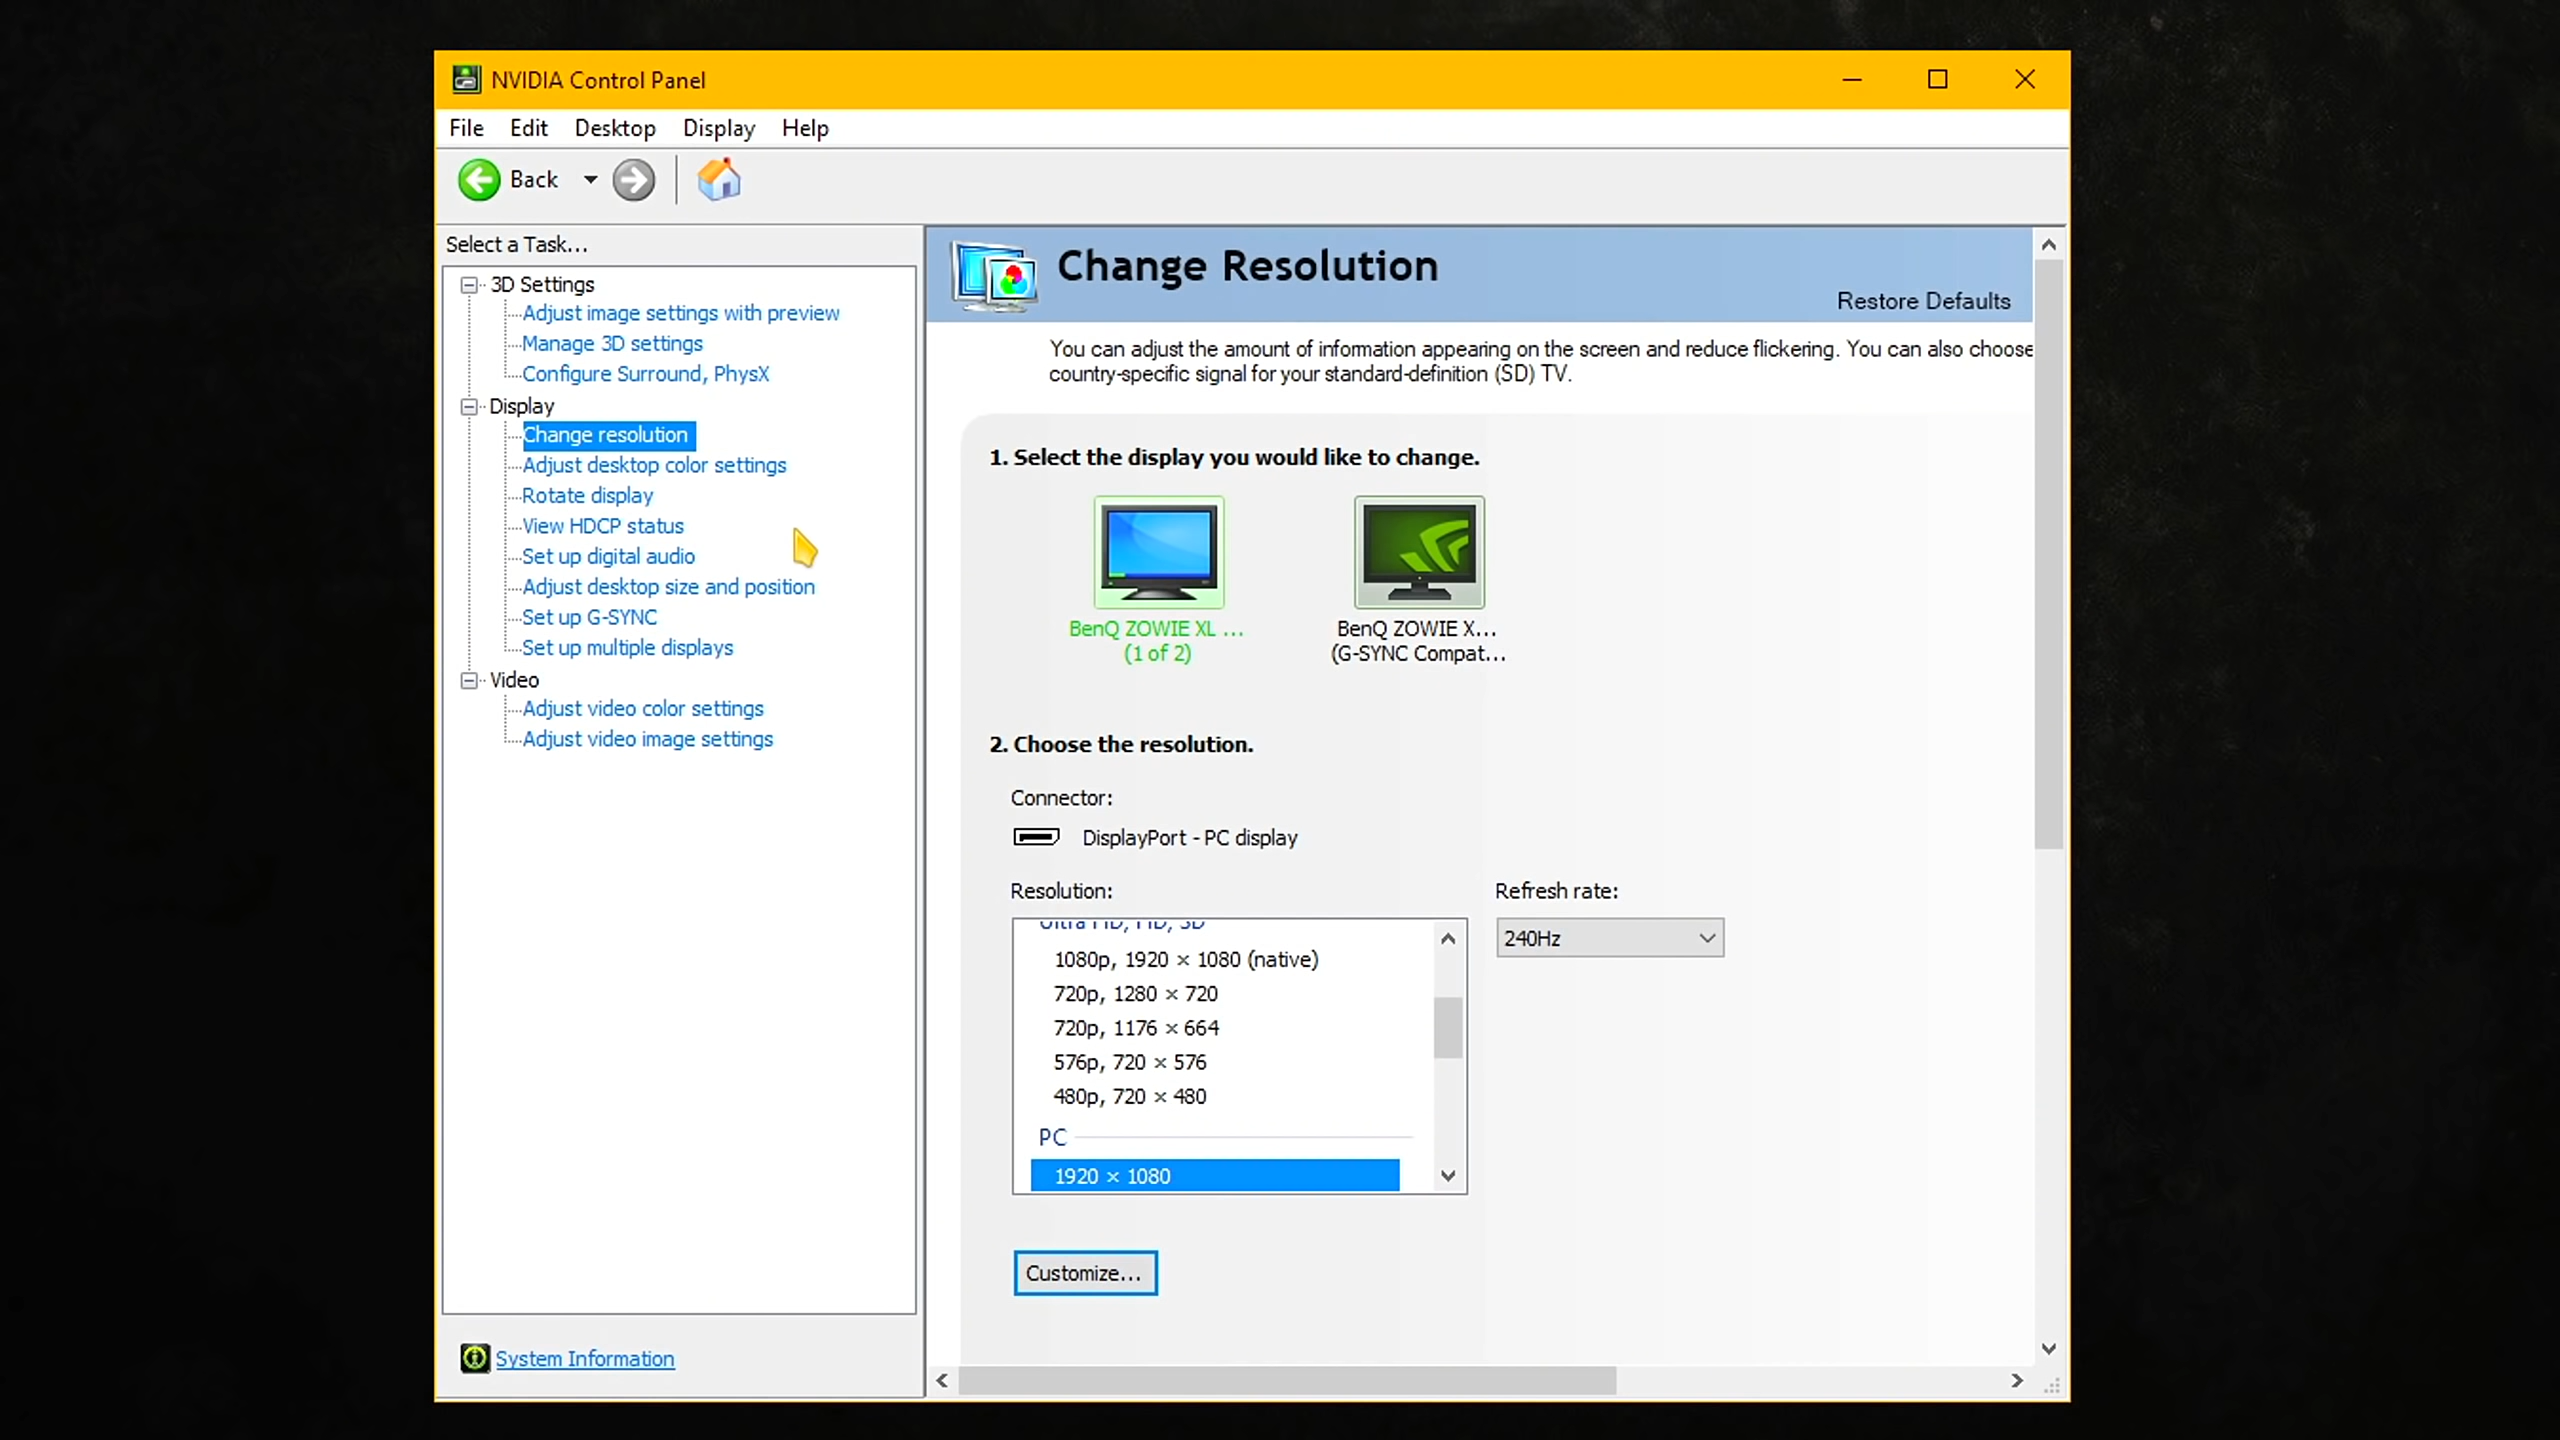 NVIDIA Control Panel
File Edit Desktop Display Help
Back
Select a Task...
3D Settings
Adjust image settings with preview
Manage 3D settings
Configure Surround, PhysX
Display
Change resolution
Adjust desktop color settings
Rotate display
View HDCP status
Set up digital audio
Adjust desktop size and position
Set up G-SYNC
Set up multiple displays
Video
Adjust video color settings
Adjust video image settings
System Information
Change Resolution
Restore Defaults
You can adjust the amount of information appearing on the screen and reduce flickering. You can also choose
country-specific signal for your standard-definition (SD) TV.
1. Select the display you would like to change.
BenQ ZOWIE XL ...
(1 of 2)
BenQ ZOWIE X...
(G-SYNC Compat...
2. Choose the resolution.
Connector:
DisplayPort - PC display
Resolution:
Ultra HD, HD, SD
1080p, 1920 × 1080 (native)
720p, 1280 × 720
720p, 1176 × 664
576p, 720 × 576
480p, 720 × 480
PC
1920 × 1080
Refresh rate:
240Hz
Customize...